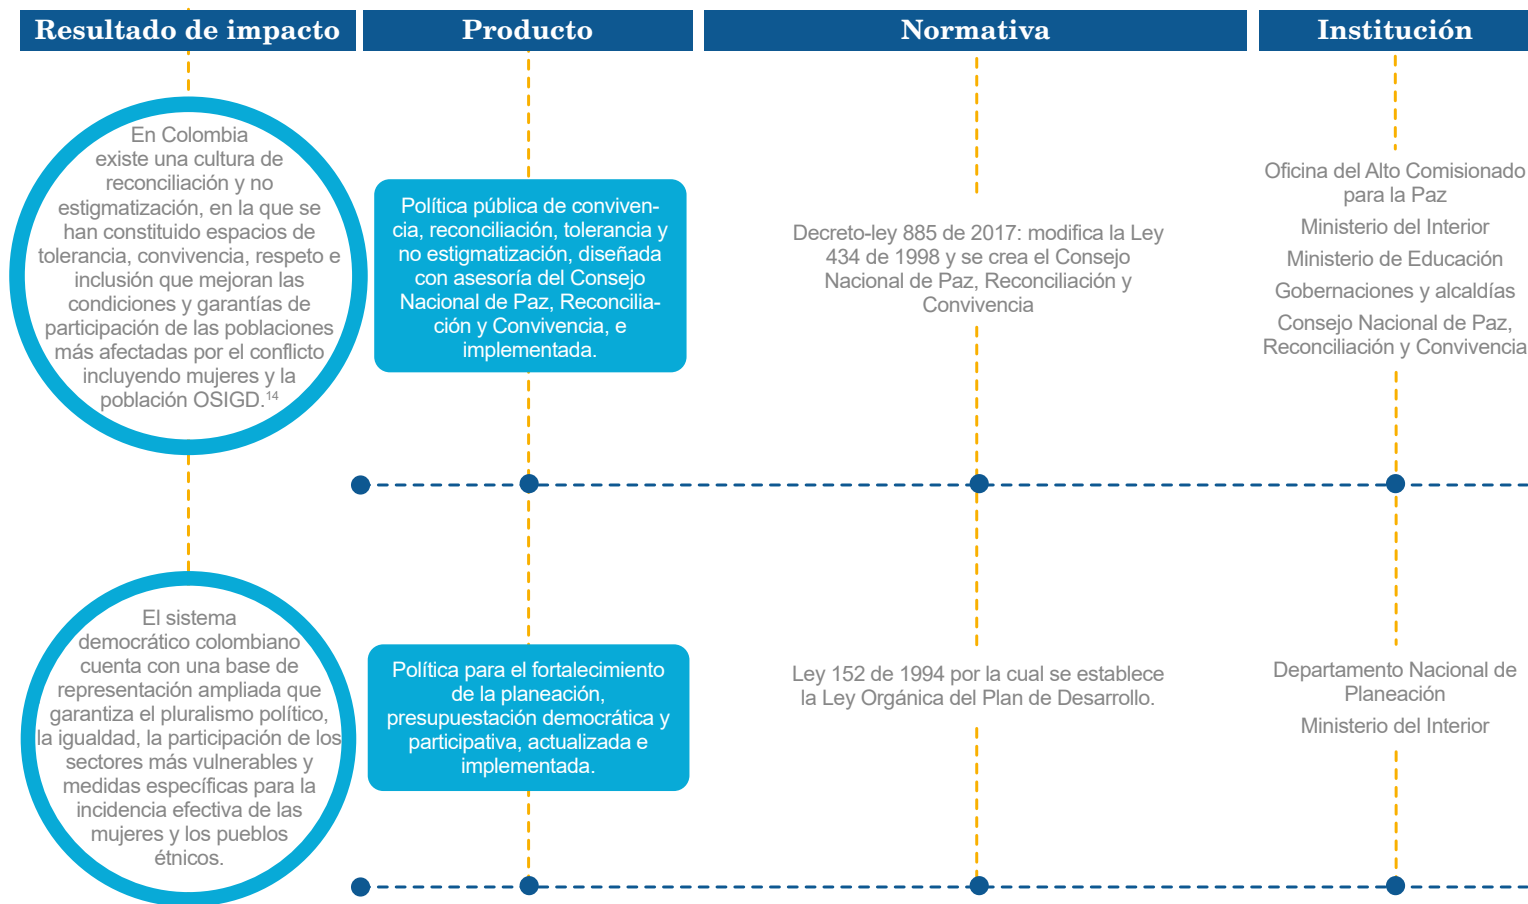 Resultado de impacto
Producto
Normativa
Institución
En Colombia
existe una cultura de
reconciliación y no
estigmatización, en la que se
han constituido espacios de
tolerancia, convivencia, respeto e
inclusión que mejoran las
condiciones y garantías de
participación de las poblaciones
más afectadas por el conflicto
incluyendo mujeres y la
población OSIGD.14
Política pública de conviven-
cia, reconciliación, tolerancia y
no estigmatización, diseñada
con asesoría del Consejo
Nacional de Paz, Reconcilia-
ción y Convivencia, e
implementada.
Decreto-ley 885 de 2017: modifica la Ley
434 de 1998 y se crea el Consejo
Nacional de Paz, Reconciliación y
Convivencia
Oficina del Alto Comisionado
para la Paz
Ministerio del Interior
Ministerio de Educación
Gobernaciones y alcaldías
Consejo Nacional de Paz,
Reconciliación y Convivencia
El sistema
democrático colombiano
cuenta con una base de
representación ampliada que
garantiza el pluralismo político,
la igualdad, la participación de los
sectores más vulnerables y
medidas específicas para la
incidencia efectiva de las
mujeres y los pueblos
étnicos.
Política para el fortalecimiento
de la planeación,
presupuestación democrática y
participativa, actualizada e
implementada.
Ley 152 de 1994 por la cual se establece
la Ley Orgánica del Plan de Desarrollo.
Departamento Nacional de
Planeación
Ministerio del Interior